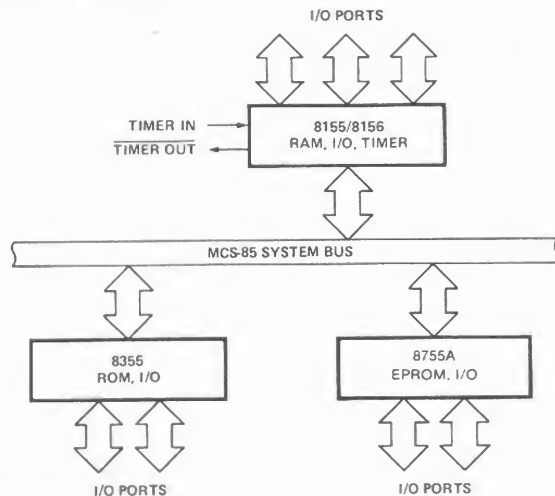 I/O PORTS
TIMER IN
TIMER OUT
8155/8156
RAM, I/O, TIMER
MCS-85 SYSTEM BUS
8355
ROM, I/O
8755A
EPROM, I/O
I/O PORTS
I/O PORTS